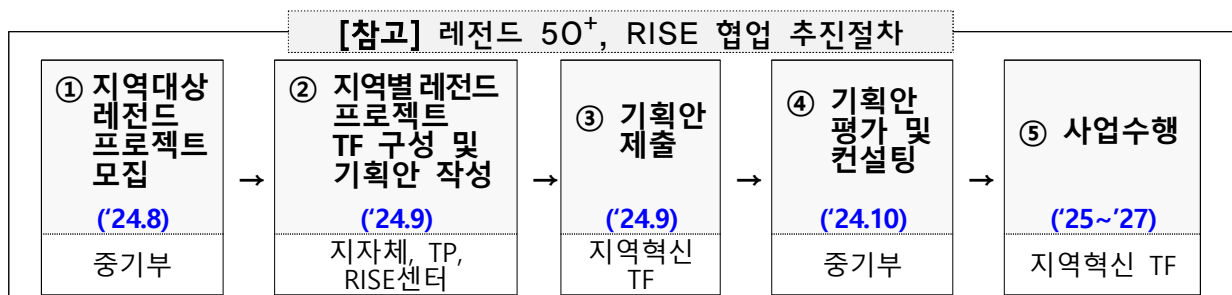 [참고] 레전드 50+, RISE 협업 추진절차
① 지역대상
레전드
프로젝트
모집
('24.8)
중기부
→
② 지역별 레전드
프로젝트
TF 구성 및
기획안 작성
('24.9)
지자체, TP,
RISE센터
→
③ 기획안
제출
('24.9)
지역혁신
TF
→
④ 기획안
평가 및
컨설팅
('24.10)
중기부
→
⑤ 사업수행
('25~'27)
지역혁신 TF